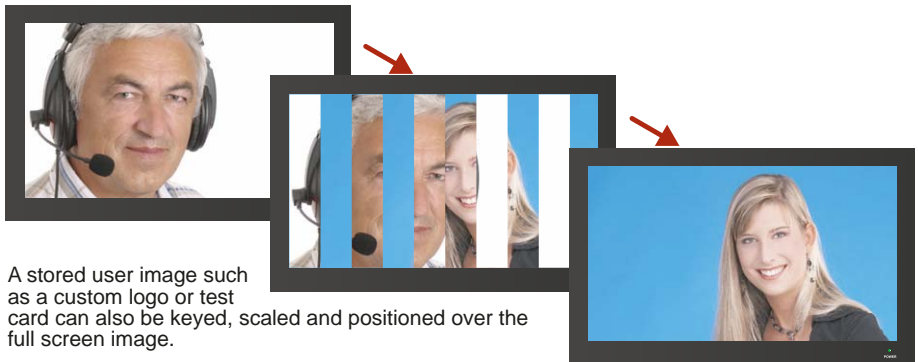 A stored user image such
as a custom logo or test
card can also be keyed, scaled and positioned over the
full screen image.
POWER